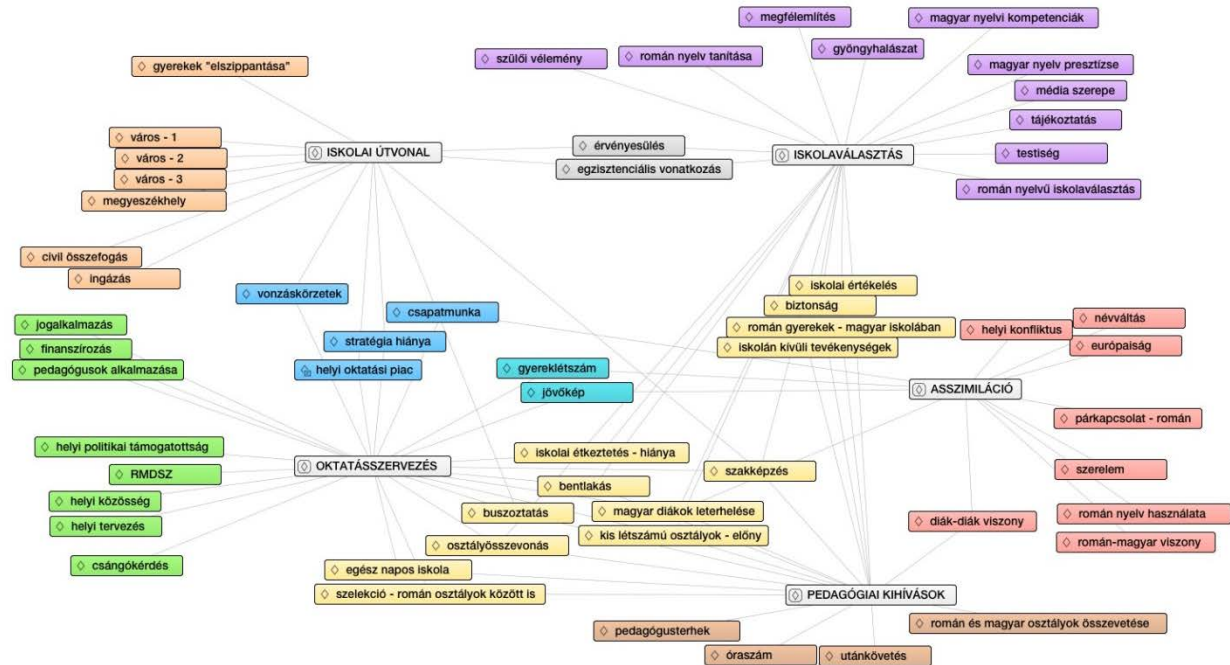 megfélemlítés
magyar nyelvi kompetenciák
gyöngyhalászat
román nyelv tanítása
szülői vélemény
gyerekek "elszippantása"
magyar nyelv presztízse
média szerepe
tájékoztatás
város - 1
érvényesülés
ISKOLAI ÚTVONAL
ISKOLAVÁLASZTÁS
testiség
város - 2
egzisztenciális vonatkozás
város - 3
román nyelvű iskolaválasztás
megyeszékhely
civil összefogás
ingázás
iskolai értékelés
vonzáskörzetek
biztonság
csapatmunka
névváltás
jogalkalmazás
román gyerekek - magyar iskolában
helyi konfliktus
stratégia hiánya
európaiság
finanszírozás
iskolán kívüli tevékenységek
pedagógusok alkalmazása
helyi oktatási piac
gyereklétszám
ASSZIMILÁCIÓ
jövőkép
párkapcsolat - román
helyi politikai támogatottság
iskolai étkeztetés - hiánya
OKTATÁSSZERVEZÉS
szakképzés
szerelem
RMDSZ
bentlakás
helyi közösség
buszoztatás
magyar diákok leterhelése
román nyelv használata
diák-diák viszony
helyi tervezés
kis létszámú osztályok - előny
román-magyar viszony
osztályösszevonás
csángókérdés
egész napos iskola
szelekció - román osztályok között is
PEDAGÓGIAI KIHÍVÁSOK
román és magyar osztályok összevetése
pedagógusterhek
óraszám
utánkövetés